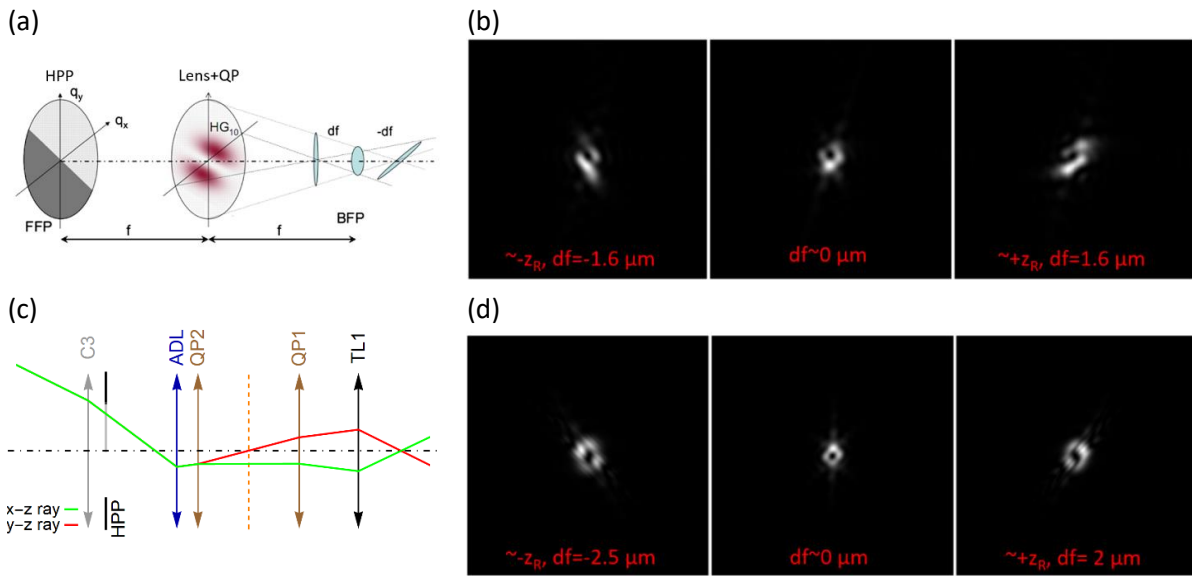 (a)
HPP
q_y
q_x
FFP
f
Lens+QP
HG₁₀
df
-df
BFP
f
(b)
~-z_R, df=-1.6 µm
df~0 µm
~+z_R, df=1.6 µm
(c)
C3
ADL
QP2
QP1
TL1
x-z ray
y-z ray
HPP
(d)
~-z_R, df=-2.5 µm
df~0 µm
~+z_R, df= 2 µm